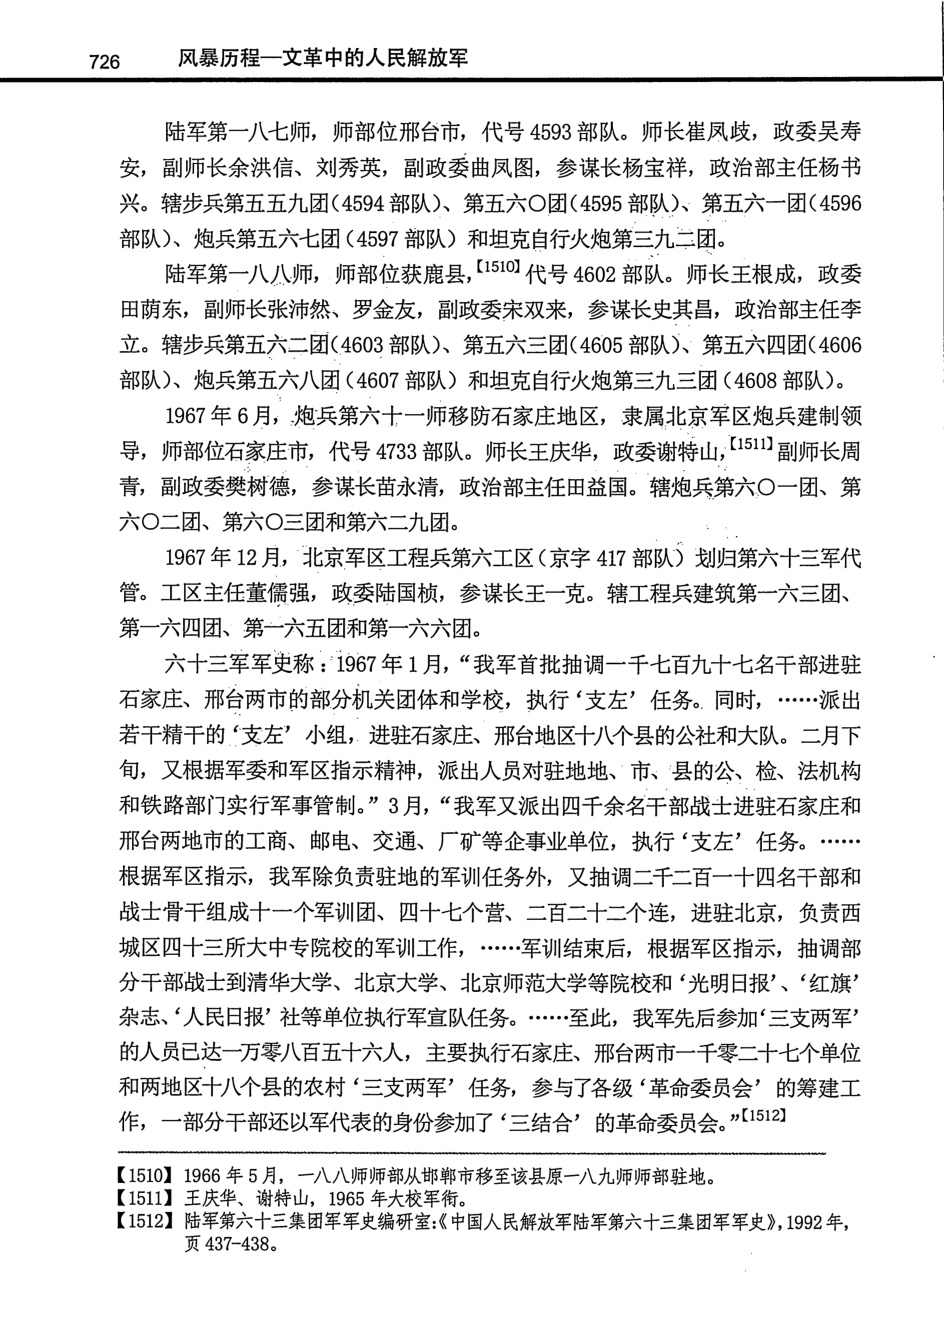 726 风暴历程—文革中的人民解放军
陆军第一八七师，师部位邢台市，代号 4593 部队。师长崔凤歧，政委吴寿
安，副师长余洪信、刘秀英，副政委曲凤图，参谋长杨宝祥，政治部主任杨书
兴。辖步兵第五五九团（4594 部队）、第五六〇团（4595 部队）、第五六一团（4596
部队）、炮兵第五六七团（4597 部队）和坦克自行火炮第三九二团。
陆军第一八八师，师部位获鹿县，【1510】代号 4602 部队。师长王根成，政委
田荫东，副师长张沛然、罗金友，副政委宋双来，参谋长史其昌，政治部主任李
立。辖步兵第五六二团（4603 部队）、第五六三团（4605 部队）、第五六四团（4606
部队）、炮兵第五六八团（4607 部队）和坦克自行火炮第三九三团（4608 部队）。
1967 年 6 月，炮兵第六十一师移防石家庄地区，隶属北京军区炮兵建制领
导，师部位石家庄市，代号 4733 部队。师长王庆华，政委谢特山，【1511】副师长周
青，副政委樊树德，参谋长苗永清，政治部主任田益国。辖炮兵第六〇一团、第
六〇二团、第六〇三团和第六二九团。
1967 年 12 月，北京军区工程兵第六工区（京字 417 部队）划归第六十三军代
管。工区主任董儒强，政委陆国桢，参谋长王一克。辖工程兵建筑第一六三团、
第一六四团、第一六五团和第一六六团。
六十三军军史称：1967 年 1 月，“我军首批抽调一千七百九十七名干部进驻
石家庄、邢台两市的部分机关团体和学校，执行‘支左’任务。同时，……派出
若干精干的‘支左’小组，进驻石家庄、邢台地区十八个县的公社和大队。二月下
旬，又根据军委和军区指示精神，派出人员对驻地地、市、县的公、检、法机构
和铁路部门实行军事管制。”3 月，“我军又派出四千余名干部战士进驻石家庄和
邢台两地市的工商、邮电、交通、厂矿等企事业单位，执行‘支左’任务。……
根据军区指示，我军除负责驻地的军训任务外，又抽调二千二百一十四名干部和
战士骨干组成十一个军训团、四十七个营、二百二十二个连，进驻北京，负责西
城区四十三所大中专院校的军训工作，……军训结束后，根据军区指示，抽调部
分干部战士到清华大学、北京大学、北京师范大学等院校和‘光明日报’、‘红旗’
杂志、‘人民日报’社等单位执行军宣队任务。……至此，我军先后参加‘三支两军’
的人员已达一万零八百五十六人，主要执行石家庄、邢台两市一千零二十七个单位
和两地区十八个县的农村‘三支两军’任务，参与了各级‘革命委员会’的筹建工
作，一部分干部还以军代表的身份参加了‘三结合’的革命委员会。”【1512】
【1510】 1966 年 5 月，一八八师师部从邯郸市移至该县原一八九师师部驻地。
【1511】 王庆华、谢特山，1965 年大校军衔。
【1512】 陆军第六十三集团军军史编研室：《中国人民解放军陆军第六十三集团军军史》，1992 年，
页 437-438。